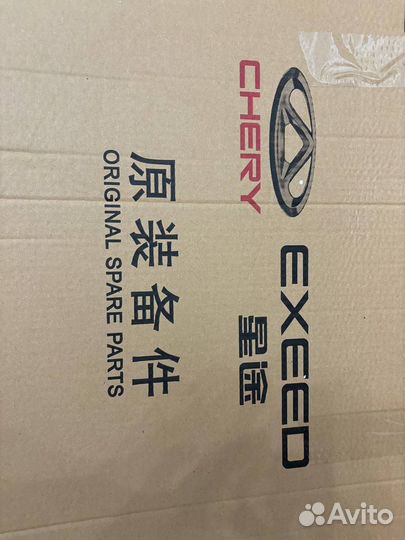 CHERY
EXEED
星途
原装备件
ORIGINAL SPARE PARTS
Avito